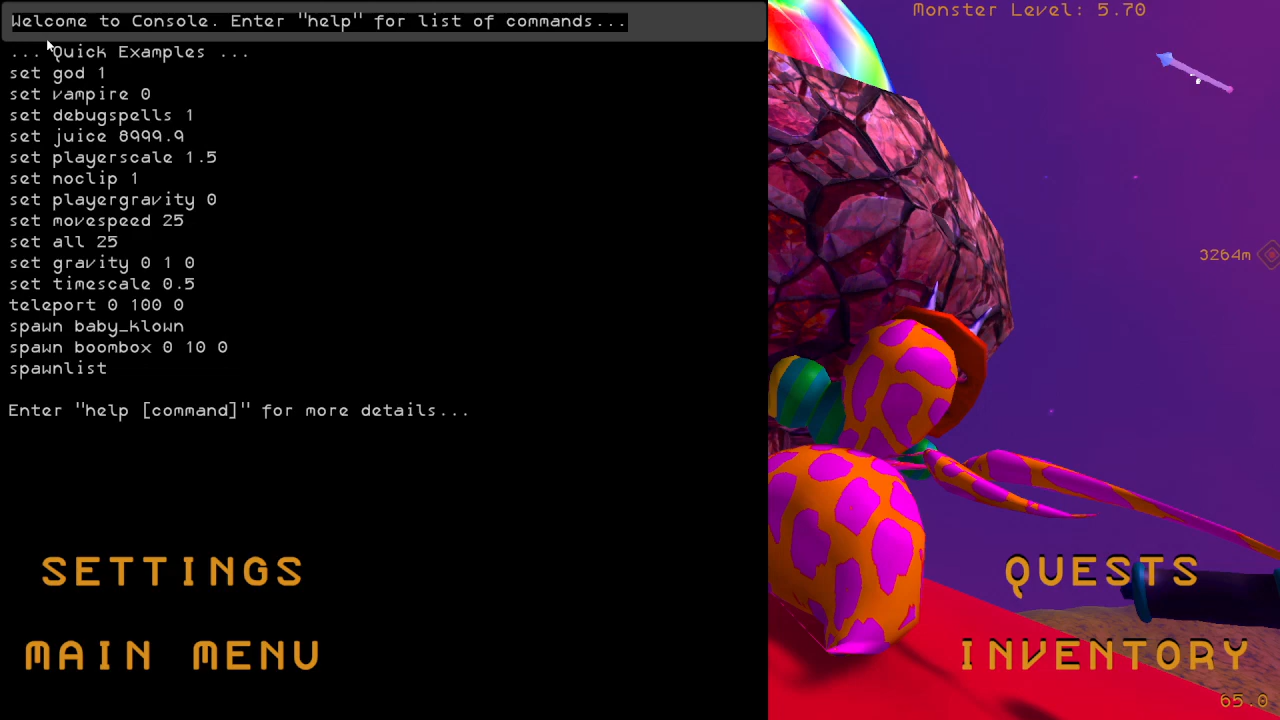 Welcome to Console. Enter "help" for list of commands...
... Quick Examples ...
set god 1
set vampire 0
set debugspells 1
set juice 8999.9
set playerscale 1.5
set noclip 1
set playergravity 0
set movespeed 25
set all 25
set gravity 0 1 0
set timescale 0.5
teleport 0 100 0
spawn baby_klown
spawn boombox 0 10 0
spawnlist
Enter "help [command]" for more details...
SETTINGS
MAIN MENU
Monster Level: 5.70
3264m
QUESTS
INVENTORY
65.0